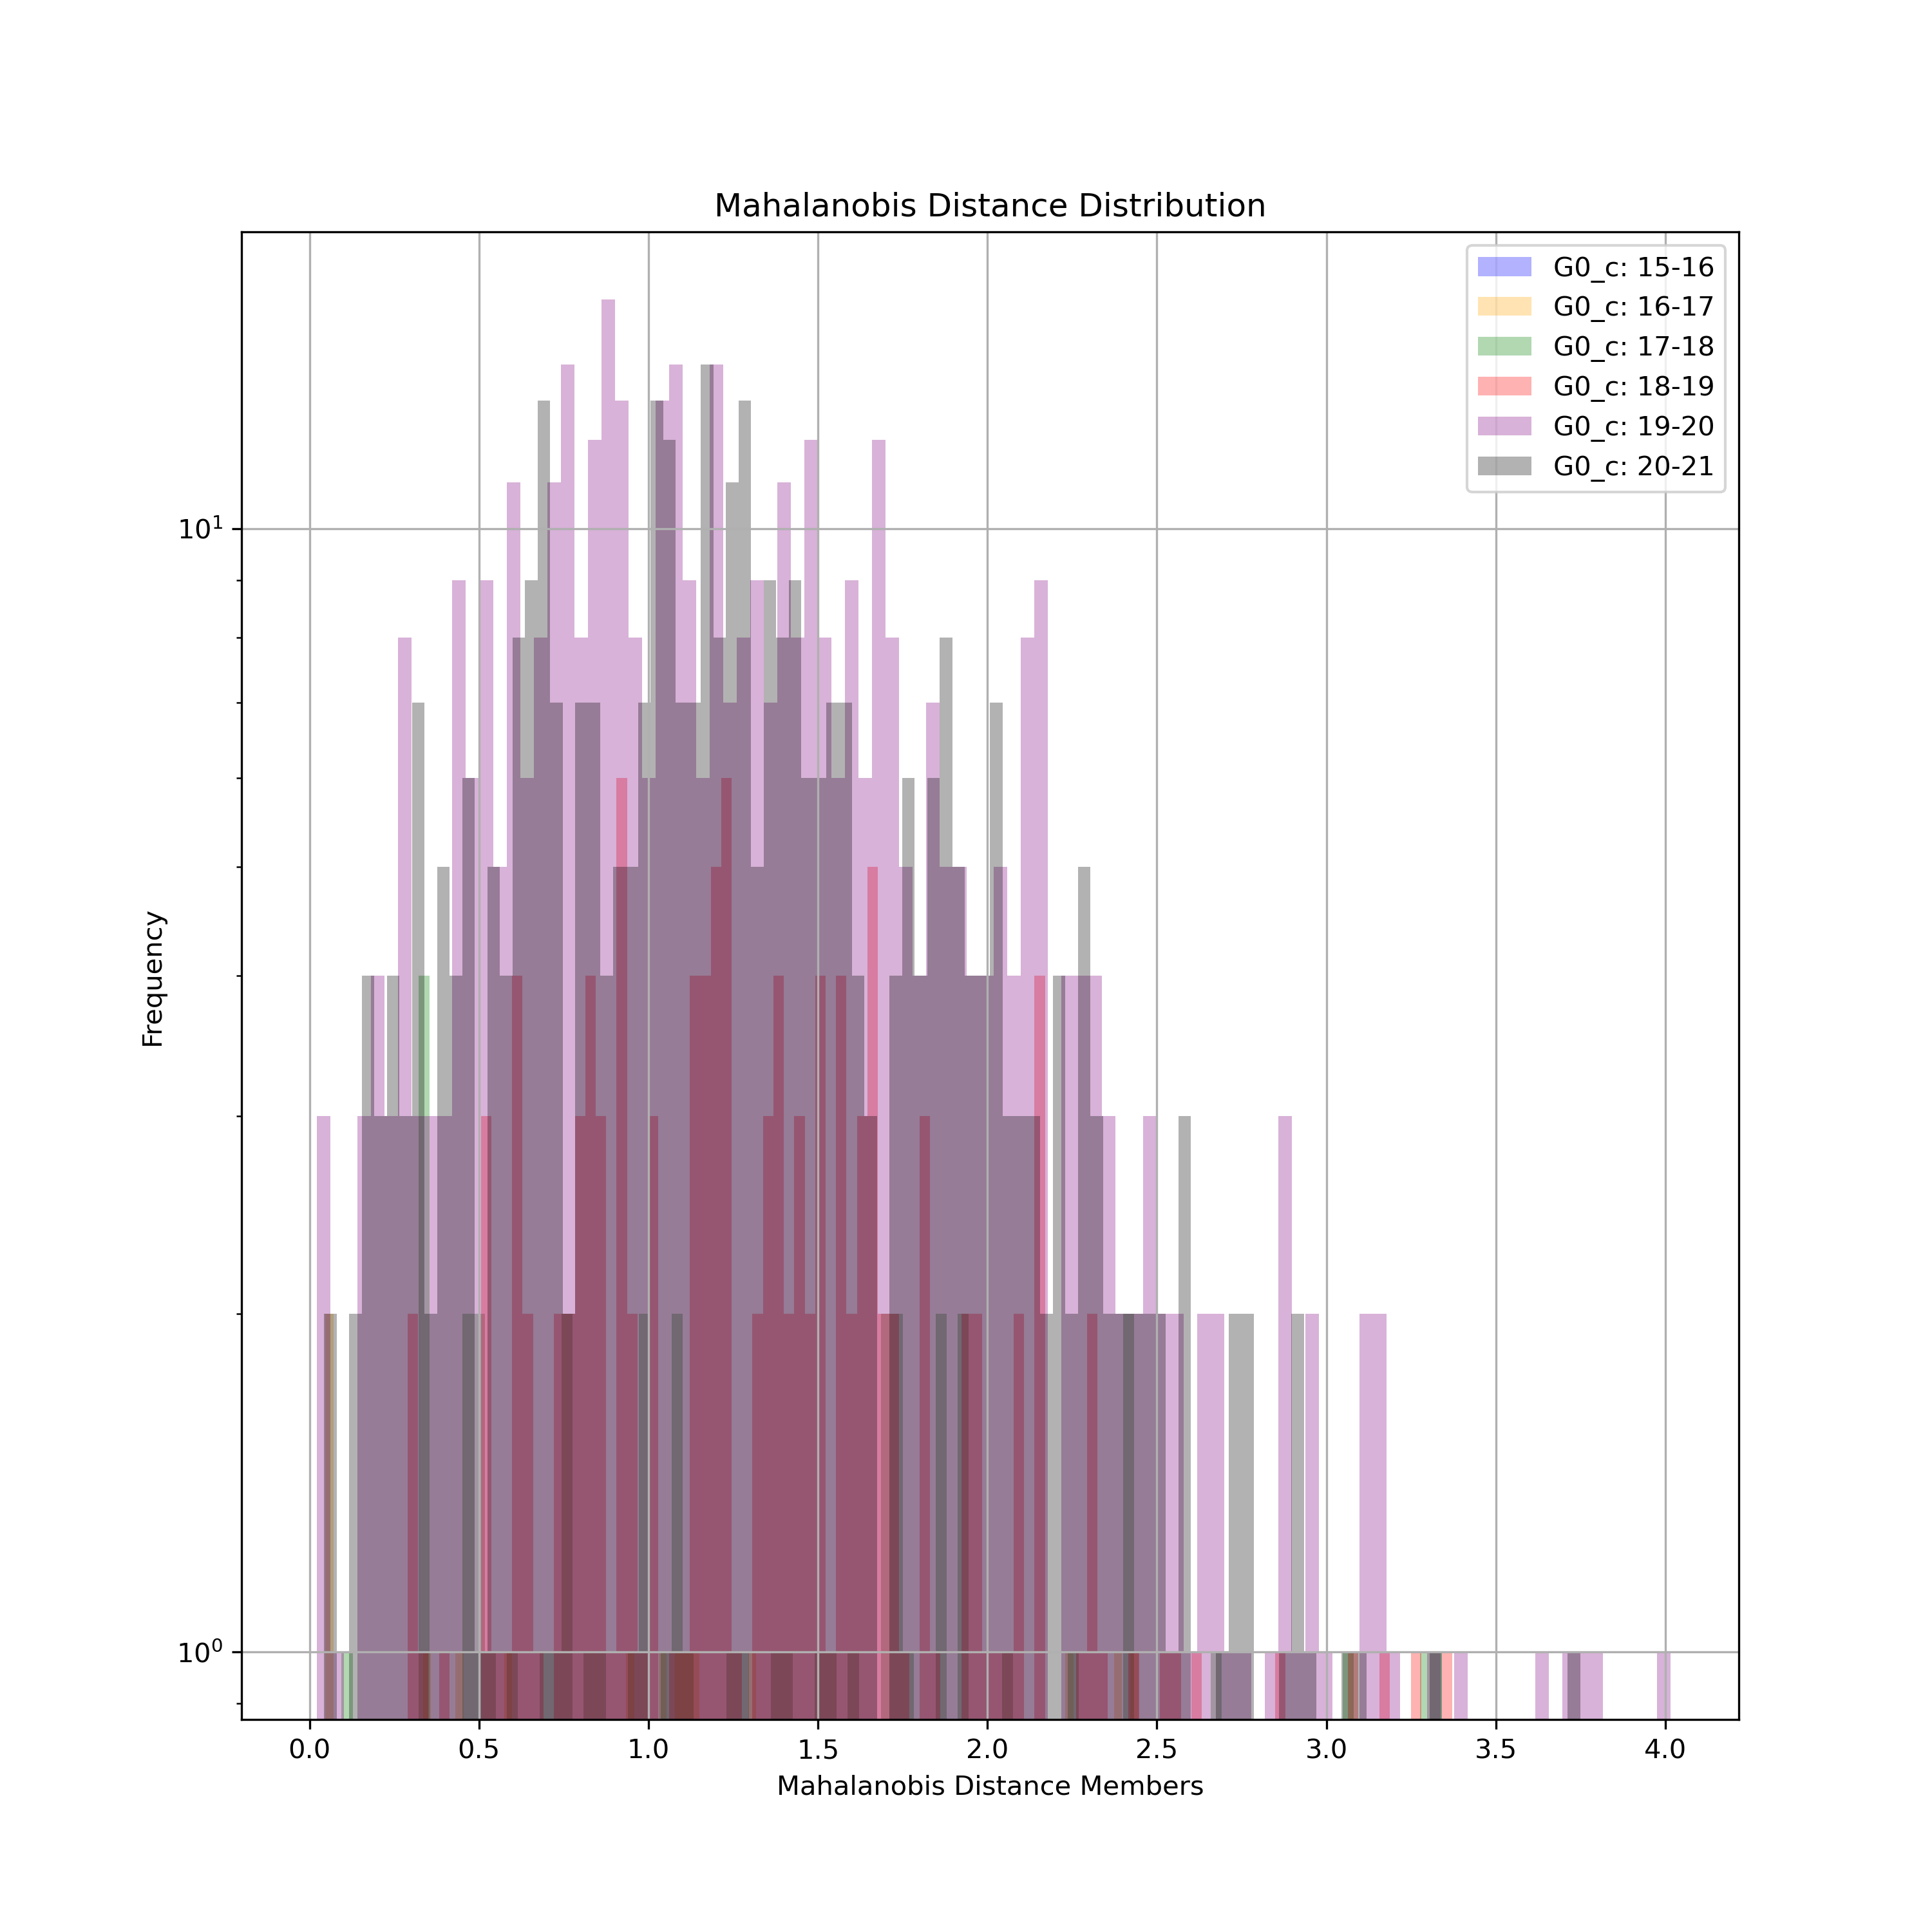 Mahalanobis Distance Distribution
G0_c: 15-16
G0_c: 16-17
G0_c: 17-18
G0_c: 18-19
G0_c: 19-20
G0_c: 20-21
10¹
10⁰
Frequency
0.0 0.5 1.0 1.5 2.0 2.5 3.0 3.5 4.0
Mahalanobis Distance Members